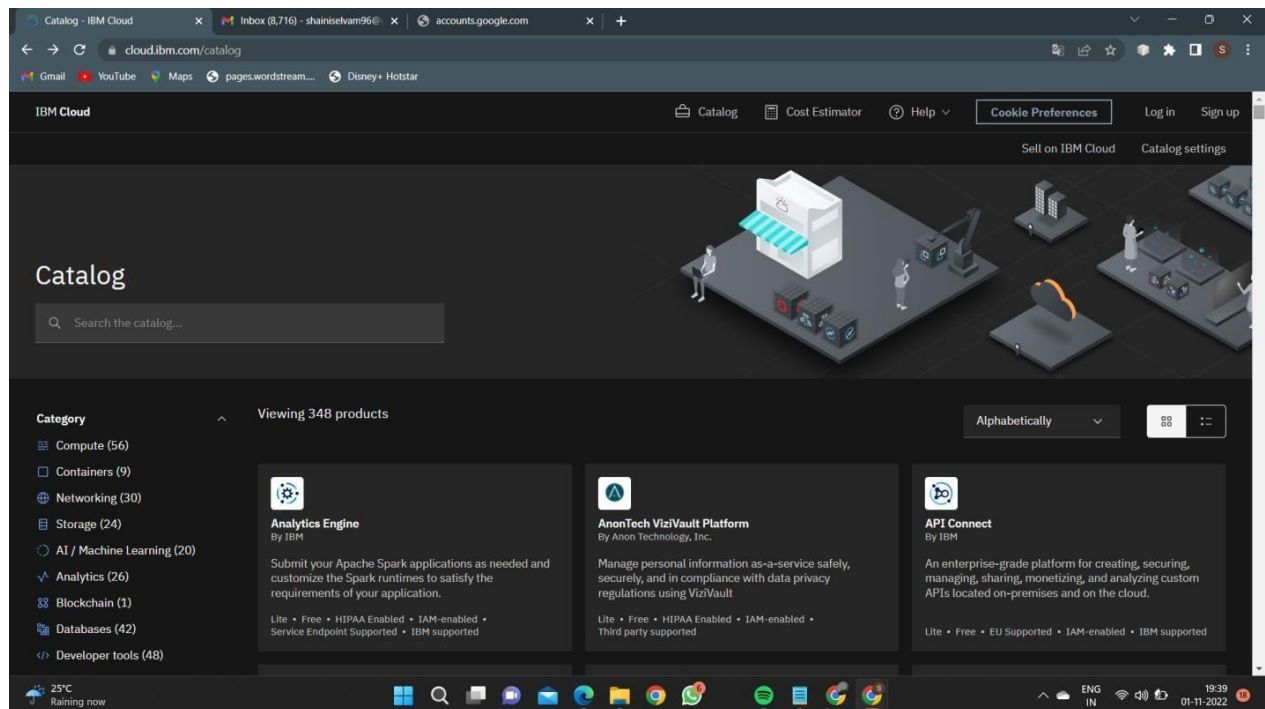 Catalog - IBM Cloud
Inbox (8,716) - shainiselvam96@
accounts.google.com
cloud.ibm.com/catalog
S
Gmail
YouTube
Maps
pages.wordstream....
Disney+ Hotstar
IBM Cloud
Catalog
Cost Estimator
Help
Cookie Preferences
Log in
Sign up
Sell on IBM Cloud
Catalog settings
Catalog
Search the catalog...
Category
Viewing 348 products
Alphabetically
Compute (56)
Containers (9)
Networking (30)
Storage (24)
AI / Machine Learning (20)
Analytics (26)
Blockchain (1)
Databases (42)
Developer tools (48)
Analytics Engine
By IBM
Submit your Apache Spark applications as needed and
customize the Spark runtimes to satisfy the
requirements of your application.
Lite • Free • HIPAA Enabled • IAM-enabled •
Service Endpoint Supported • IBM supported
AnonTech ViziVault Platform
By Anon Technology, Inc.
Manage personal information as-a-service safely,
securely, and in compliance with data privacy
regulations using ViziVault
Lite • Free • HIPAA Enabled • IAM-enabled •
Third party supported
API Connect
By IBM
An enterprise-grade platform for creating, securing,
managing, sharing, monetizing, and analyzing custom
APIs located on-premises and on the cloud.
Lite • Free • EU Supported • IAM-enabled • IBM supported
25°C
Raining now
ENG
IN
19:39
01-11-2022
18